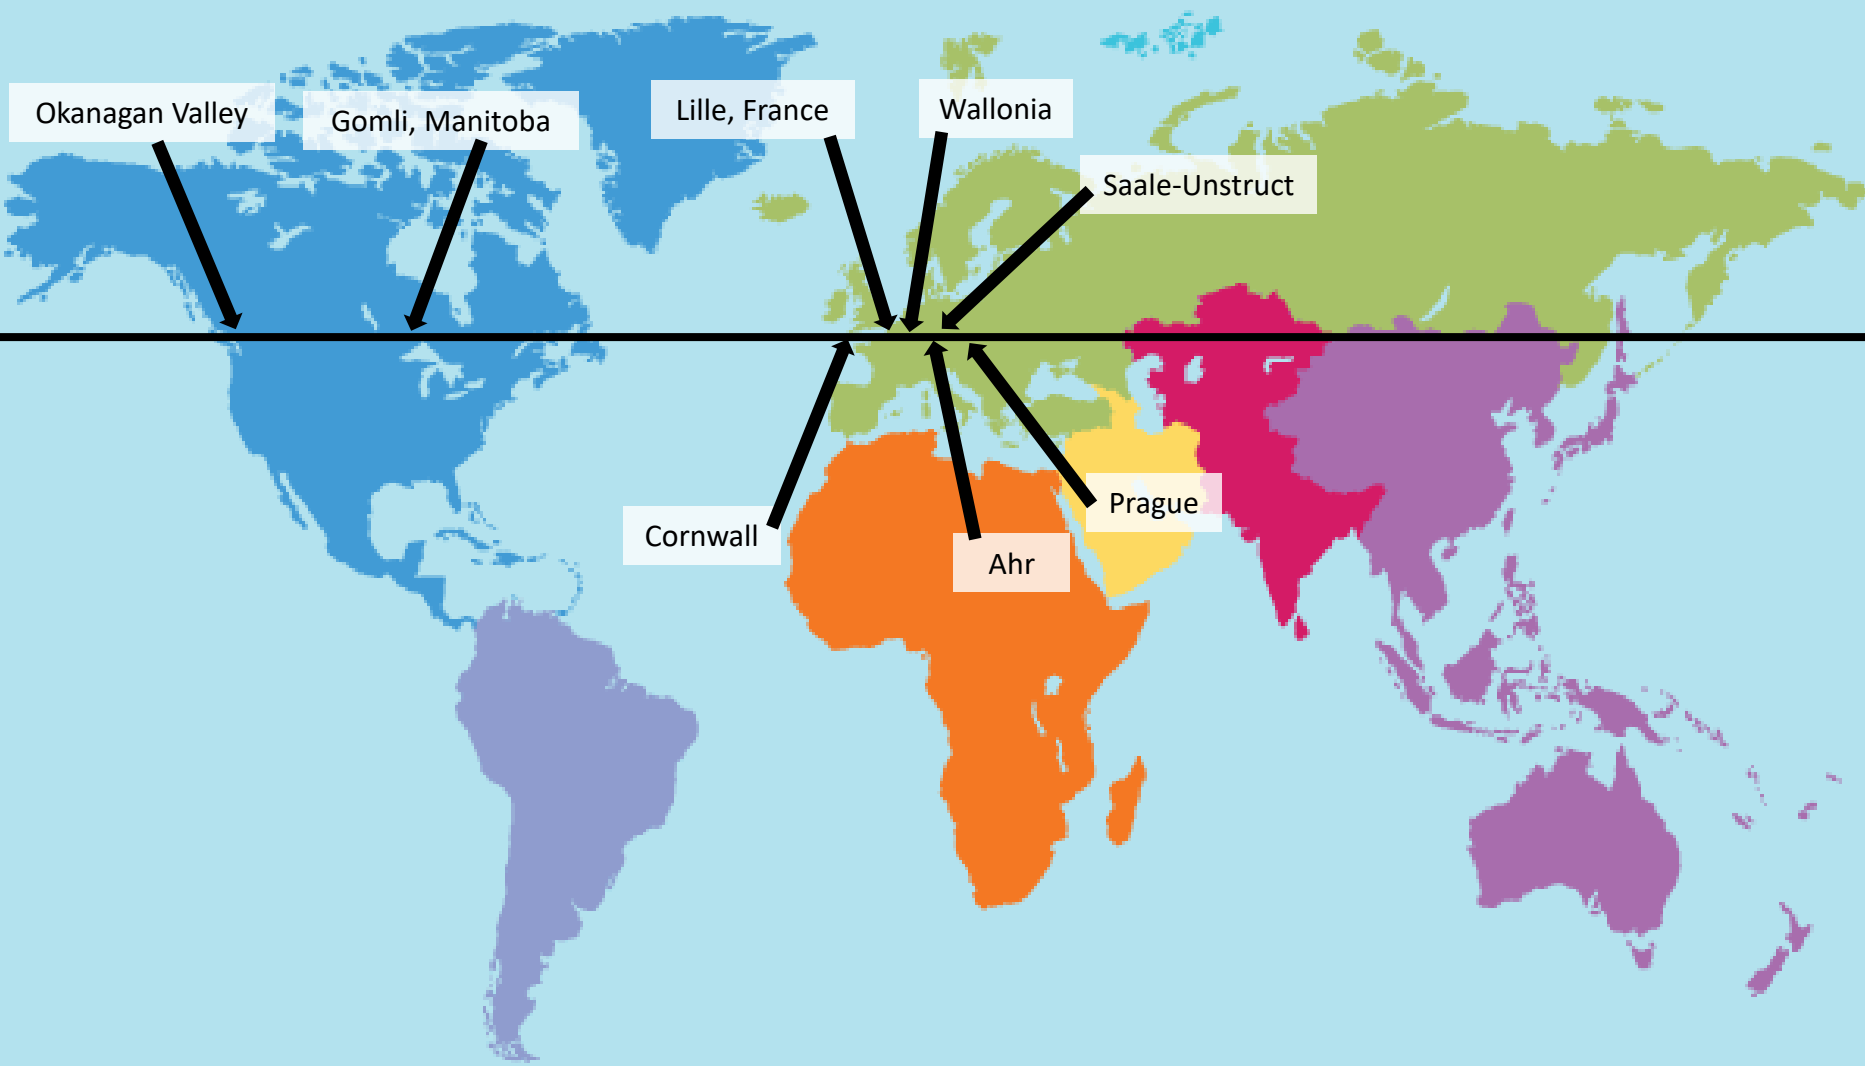 Okanagan Valley
Gomli, Manitoba
Lille, France
Wallonia
Saale-Unstruct
Cornwall
Ahr
Prague